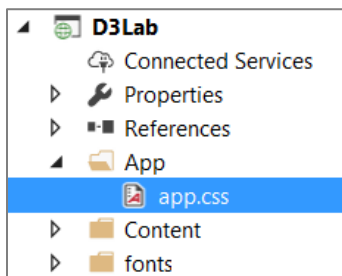 D3Lab
Connected Services
Properties
References
App
app.css
Content
fonts